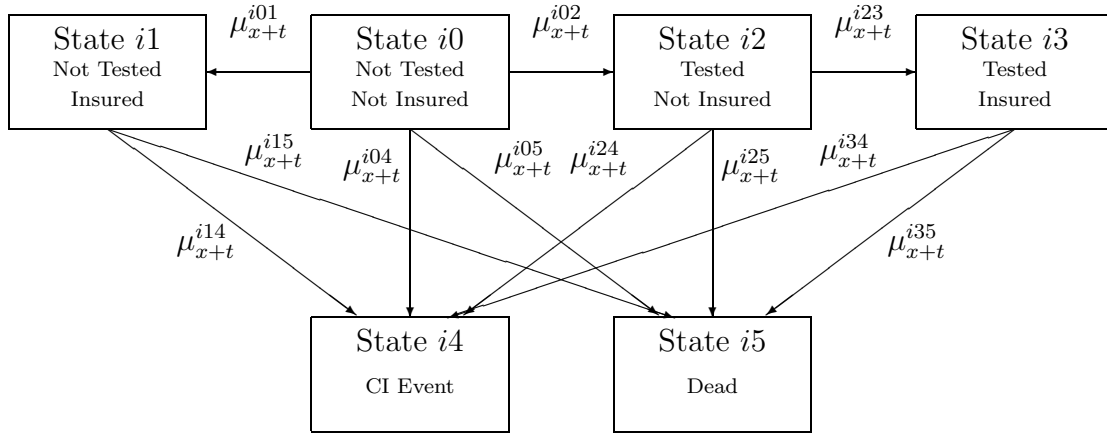 μ^{i01}_{x+t} μ^{i02}_{x+t} μ^{i23}_{x+t}
State i1 State i0 State i2 State i3
Not Tested Not Tested Tested Tested
Insured Not Insured Not Insured Insured
μ^{i15}_{x+t} μ^{i04}_{x+t} μ^{i05}_{x+t} μ^{i24}_{x+t} μ^{i25}_{x+t} μ^{i34}_{x+t}
μ^{i14}_{x+t} μ^{i35}_{x+t}
State i4 State i5
CI Event Dead